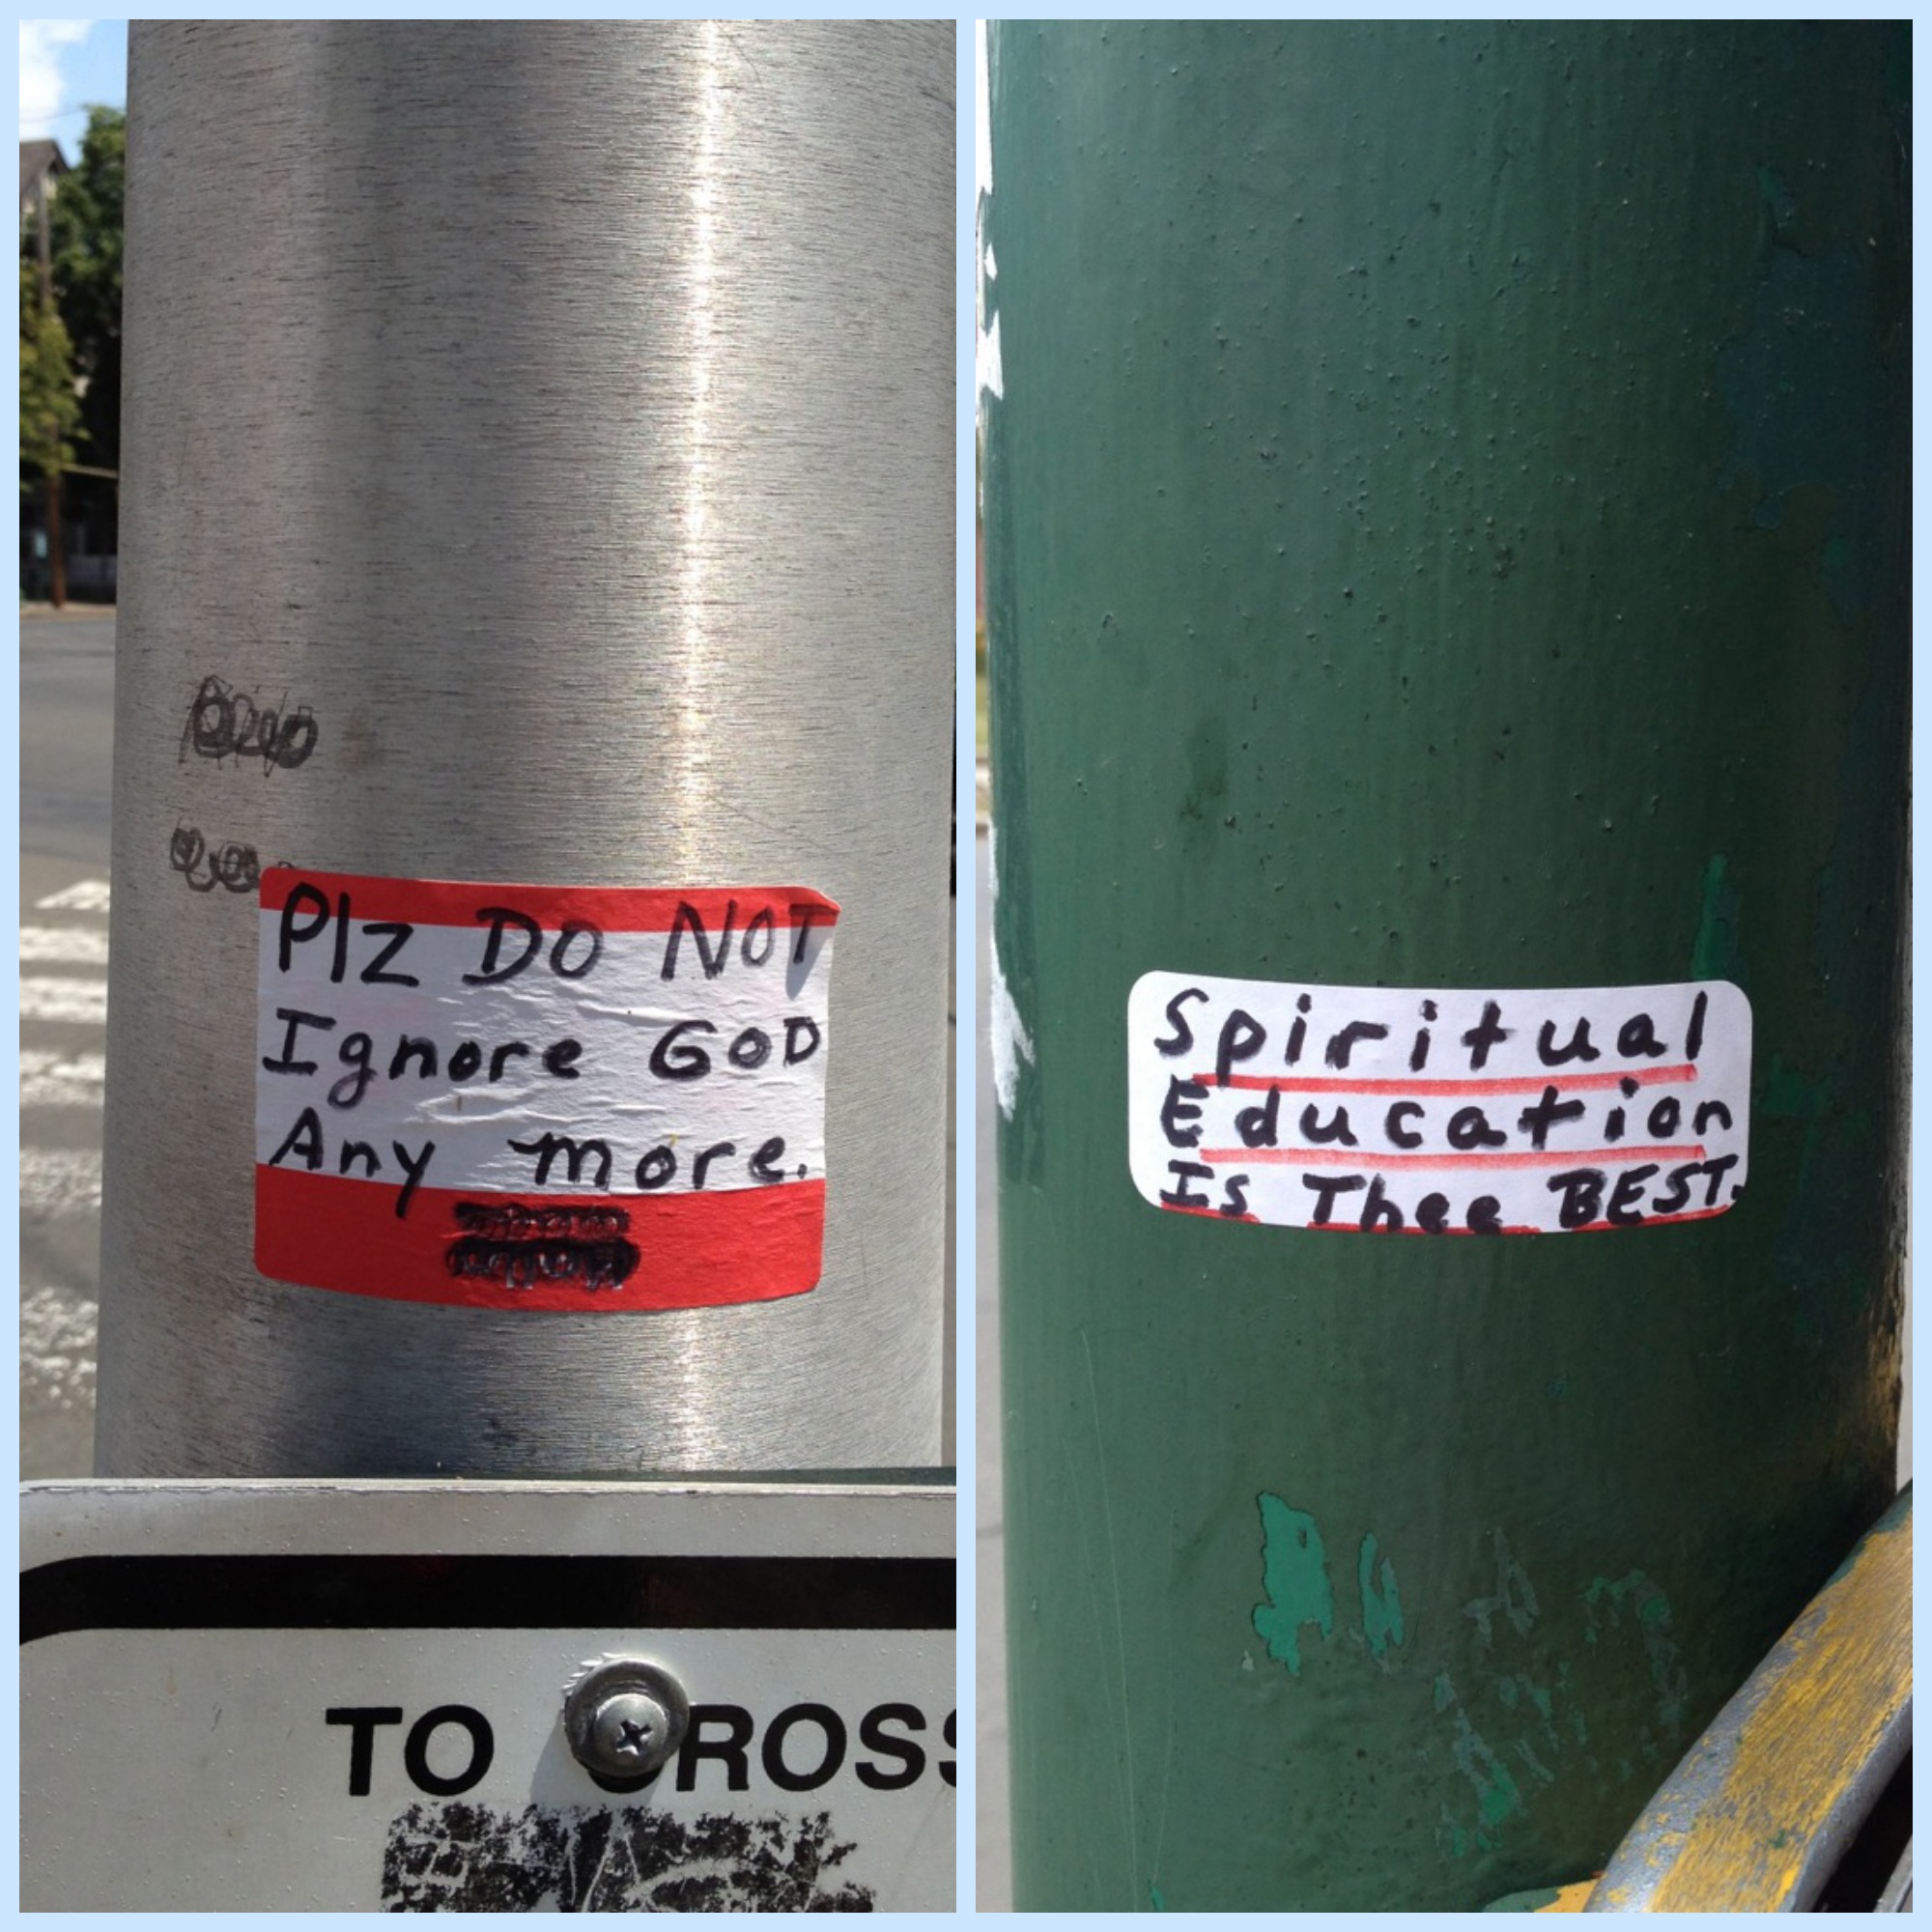 Plz DO NOT
Ignore GOD
Any more.
TO CROSS
Spiritual
Education
Is Thee BEST.